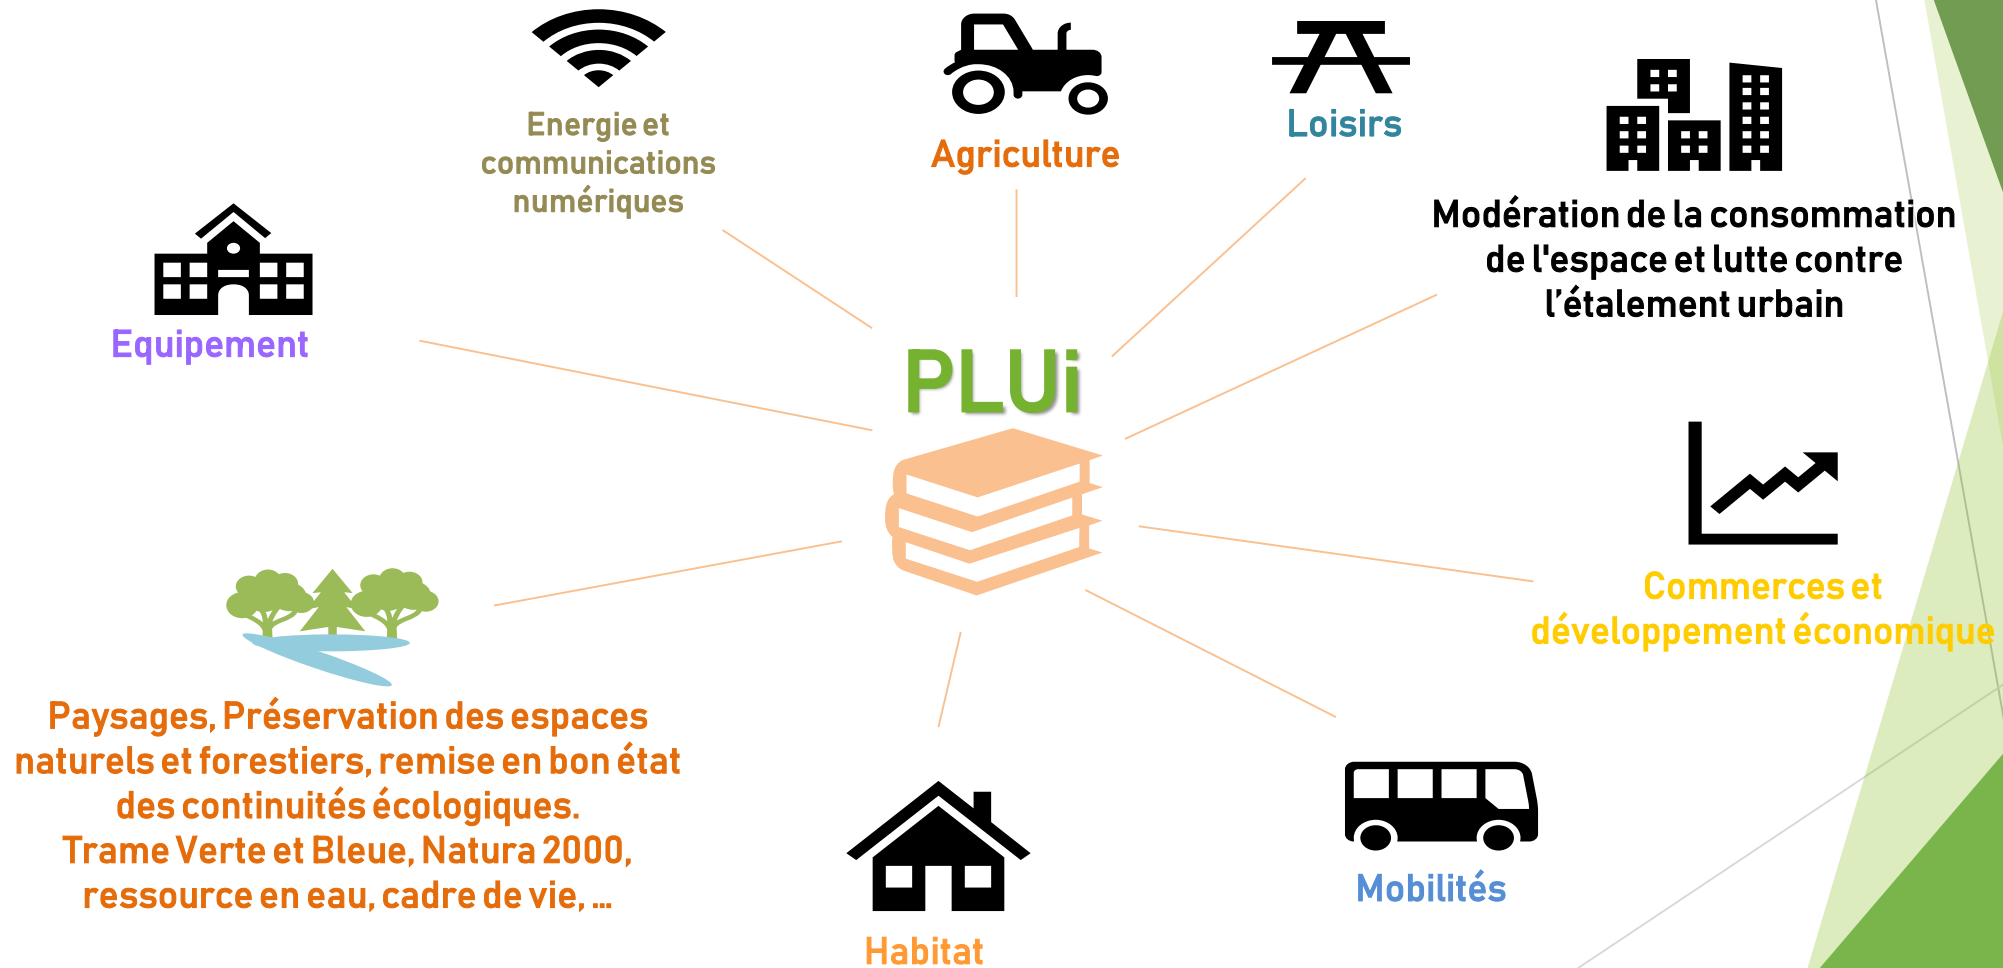 Energie et
communications
numériques
Agriculture
Loisirs
Modération de la consommation
de l'espace et lutte contre
l’étalement urbain
Equipement
PLUi
Commerces et
développement économique
Paysages, Préservation des espaces
naturels et forestiers, remise en bon état
des continuités écologiques.
Trame Verte et Bleue, Natura 2000,
ressource en eau, cadre de vie, ...
Mobilités
Habitat